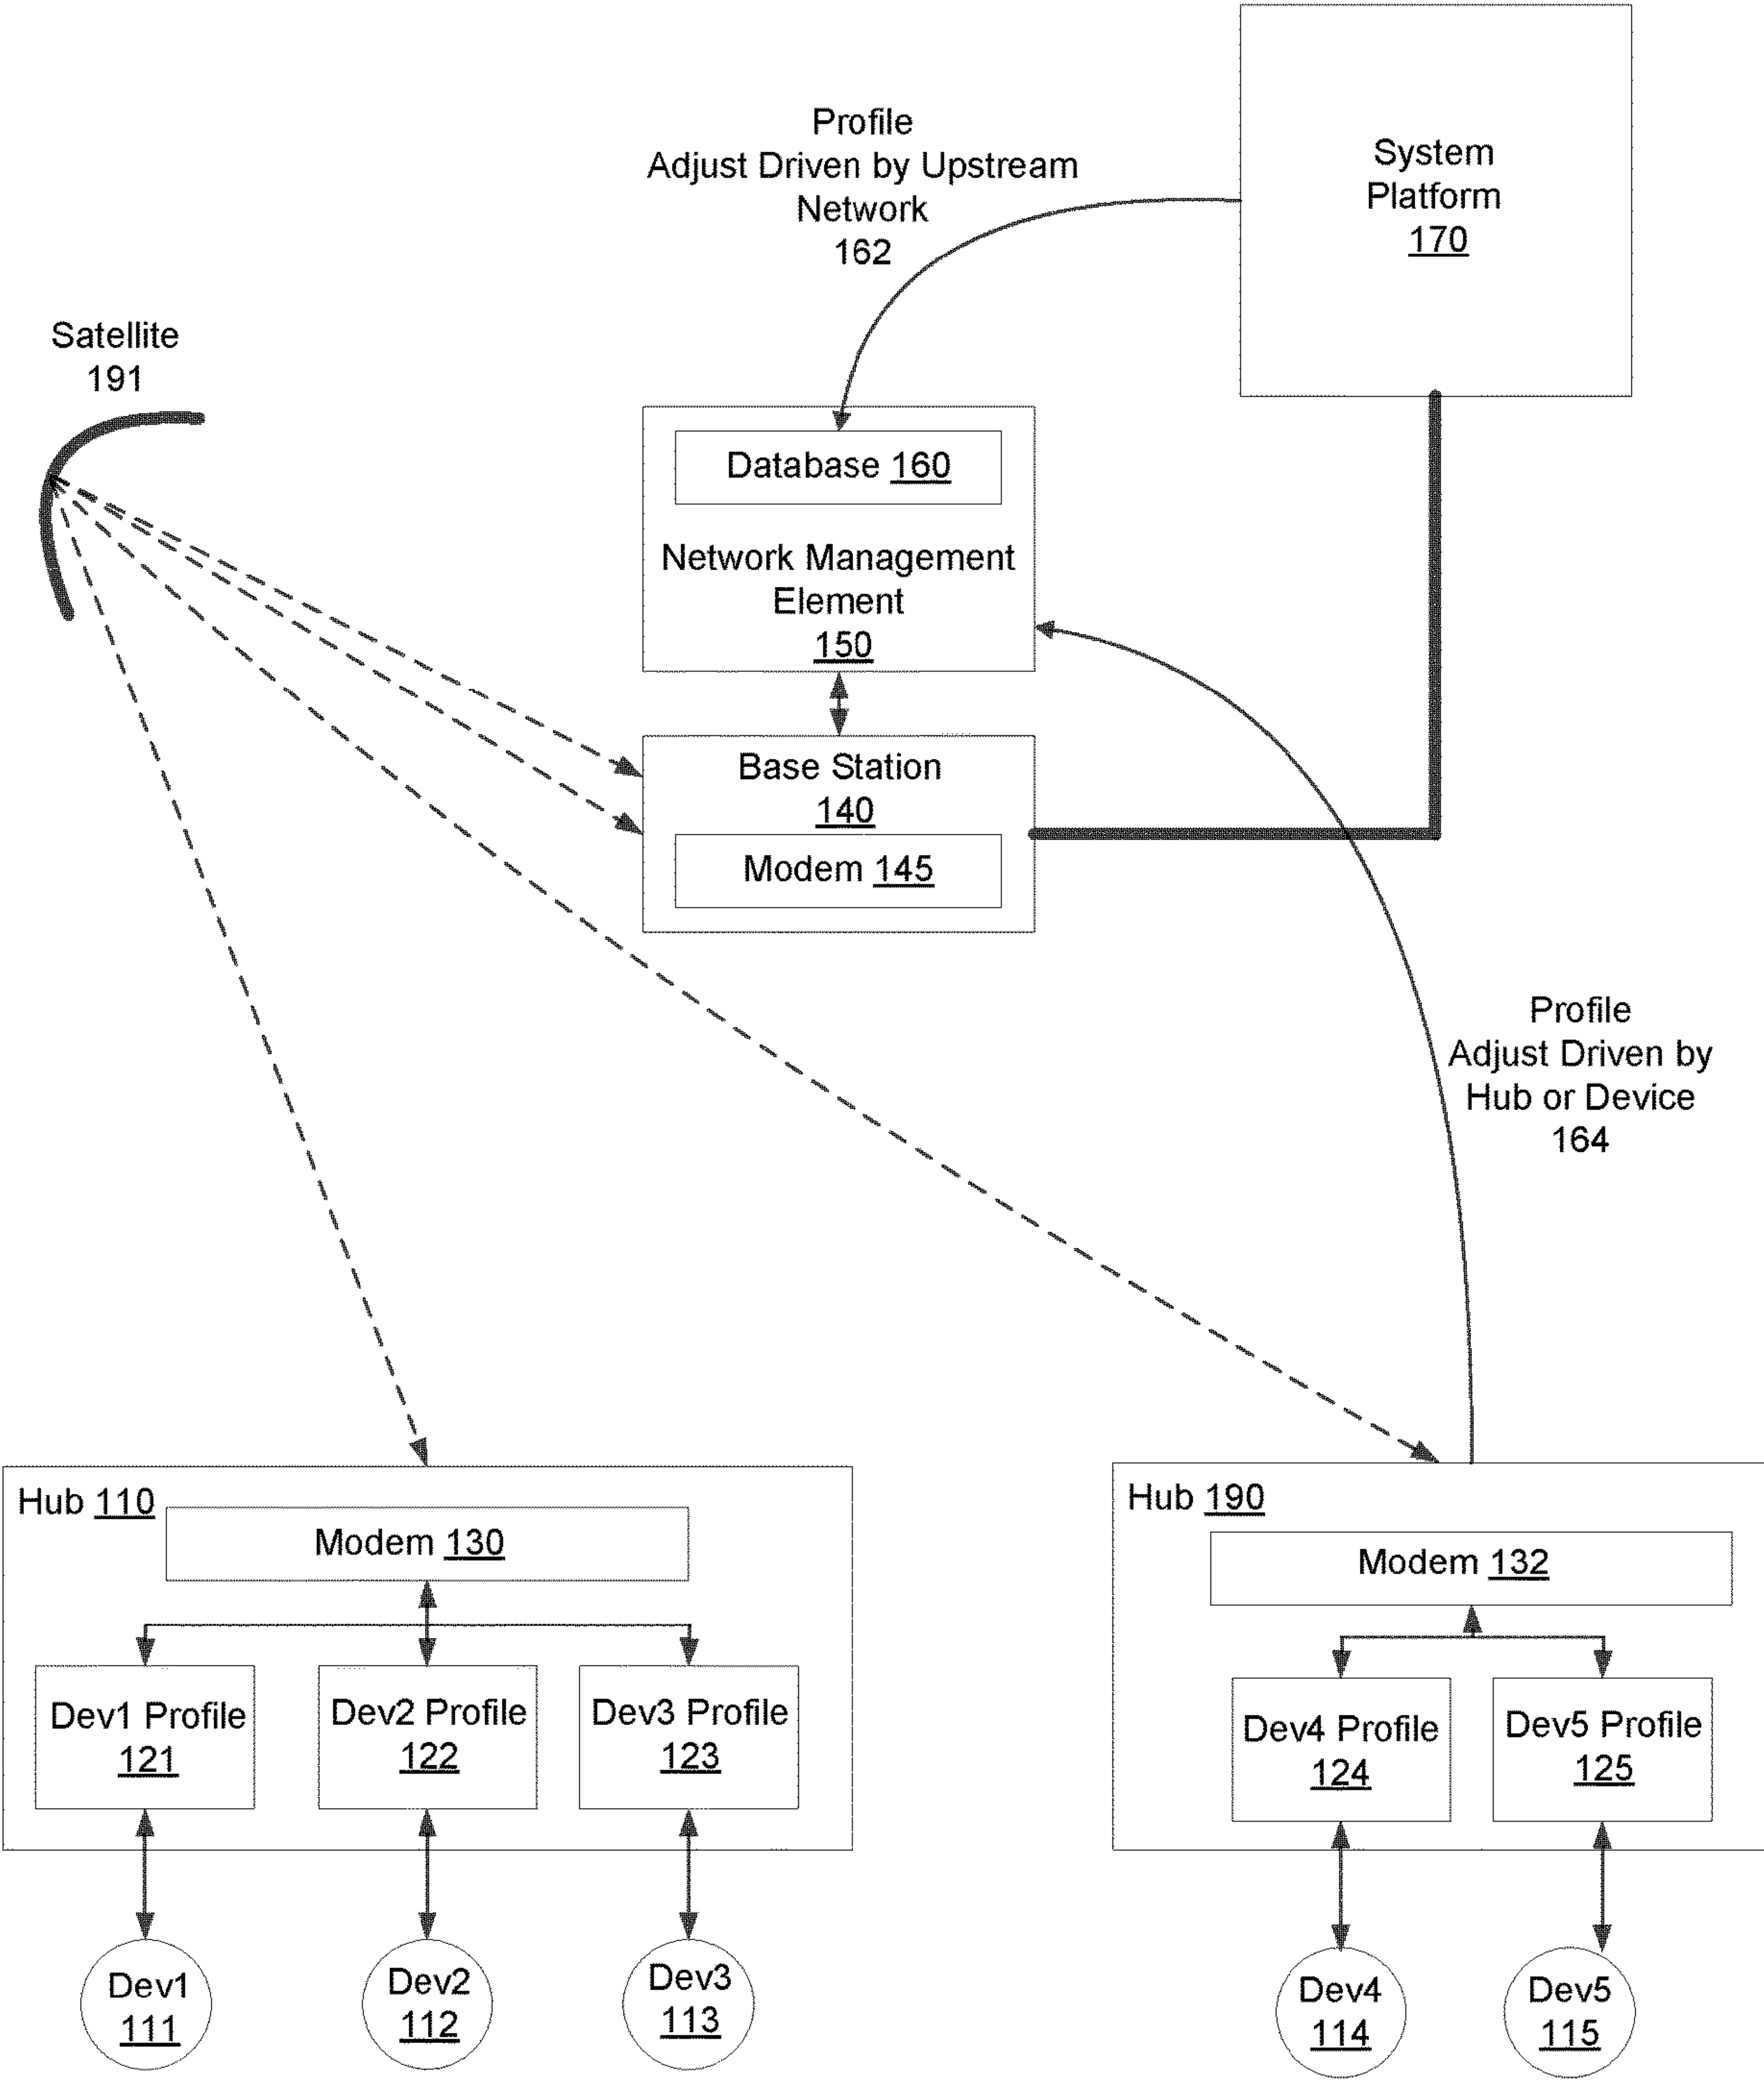 Profile
Adjust Driven by Upstream
Network
162
System
Platform
170
Satellite
191
Database 160
Network Management
Element
150
Base Station
140
Modem 145
Profile
Adjust Driven by
Hub or Device
164
Hub 110
Modem 130
Dev1 Profile
121
Dev2 Profile
122
Dev3 Profile
123
Dev1
111
Dev2
112
Dev3
113
Hub 190
Modem 132
Dev4 Profile
124
Dev5 Profile
125
Dev4
114
Dev5
115